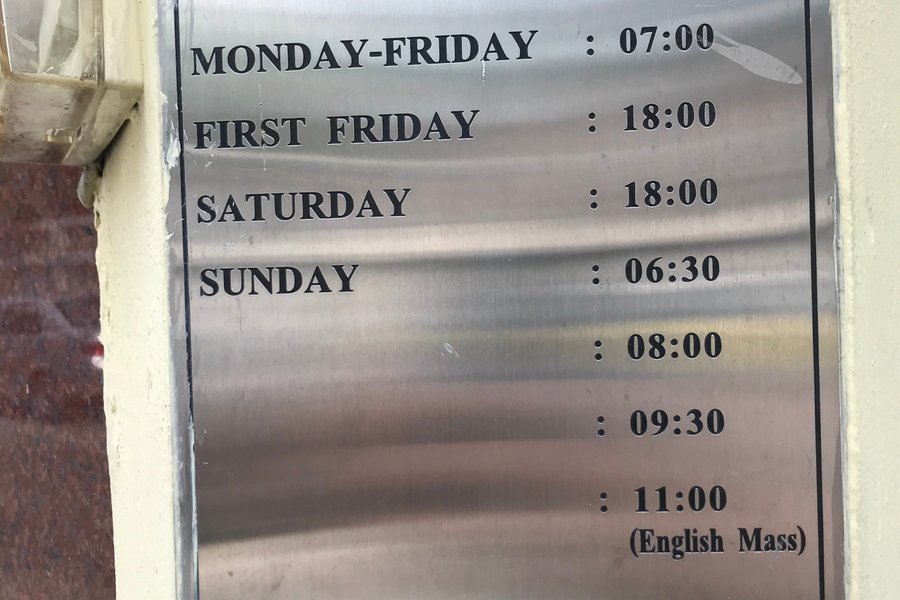 MONDAY-FRIDAY : 07:00
FIRST FRIDAY : 18:00
SATURDAY : 18:00
SUNDAY : 06:30
: 08:00
: 09:30
: 11:00
(English Mass)